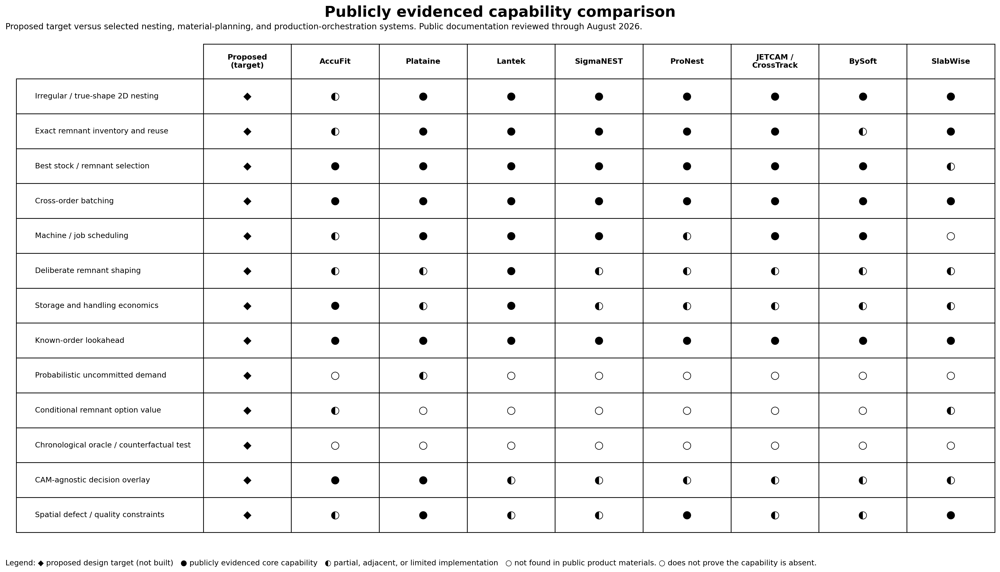 Publicly evidenced capability comparison
Proposed target versus selected nesting, material-planning, and production-orchestration systems. Public documentation reviewed through August 2026.
Proposed
(target)
AccuFit
Plataine
Lantek
SigmaNEST
ProNest
JETCAM /
CrossTrack
BySoft
SlabWise
Irregular / true-shape 2D nesting ◆ ◐ ● ● ● ● ● ● ●
Exact remnant inventory and reuse ◆ ◐ ● ● ● ● ● ◐ ●
Best stock / remnant selection ◆ ● ● ● ● ● ● ● ◐
Cross-order batching ◆ ● ● ● ● ● ● ● ●
Machine / job scheduling ◆ ◐ ● ● ● ◐ ● ● ○
Deliberate remnant shaping ◆ ◐ ◐ ● ◐ ◐ ◐ ◐ ◐
Storage and handling economics ◆ ● ◐ ● ◐ ◐ ◐ ◐ ◐
Known-order lookahead ◆ ● ● ● ● ● ● ● ●
Probabilistic uncommitted demand ◆ ○ ◐ ○ ○ ○ ○ ○ ○
Conditional remnant option value ◆ ◐ ○ ○ ○ ○ ○ ○ ◐
Chronological oracle / counterfactual test ◆ ○ ○ ○ ○ ○ ○ ○ ○
CAM-agnostic decision overlay ◆ ● ● ◐ ◐ ◐ ◐ ◐ ◐
Spatial defect / quality constraints ◆ ◐ ● ◐ ◐ ● ◐ ◐ ●
Legend: ◆ proposed design target (not built) ● publicly evidenced core capability ◐ partial, adjacent, or limited implementation ○ not found in public product materials. ○ does not prove the capability is absent.